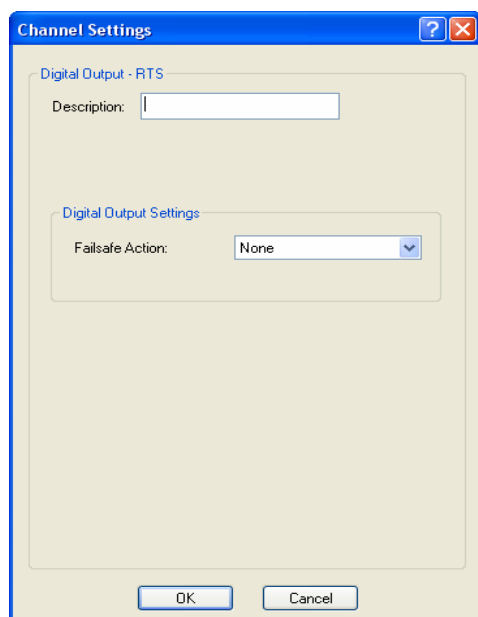 Channel Settings
Digital Output - RTS
Description:
Digital Output Settings
Failsafe Action: None
OK Cancel